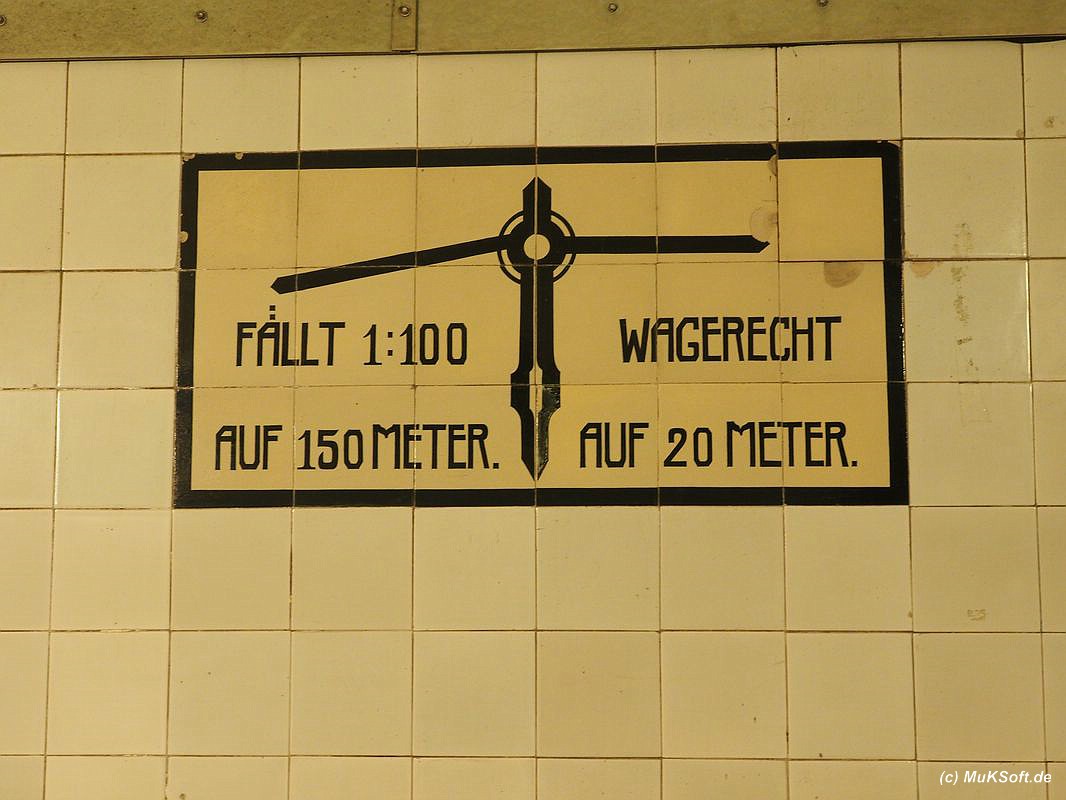 FÄLLT 1:100
AUF 150 METER.
WAGERECHT
AUF 20 METER.
(c) MuKSoft.de